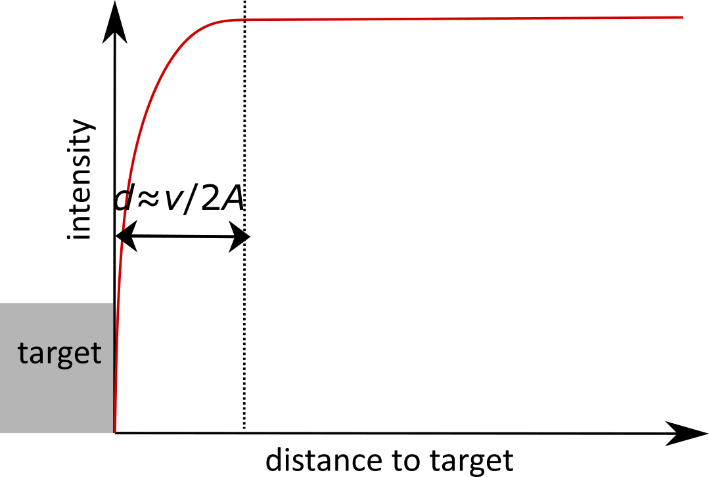 intensity
d≈v/2A
target
distance to target